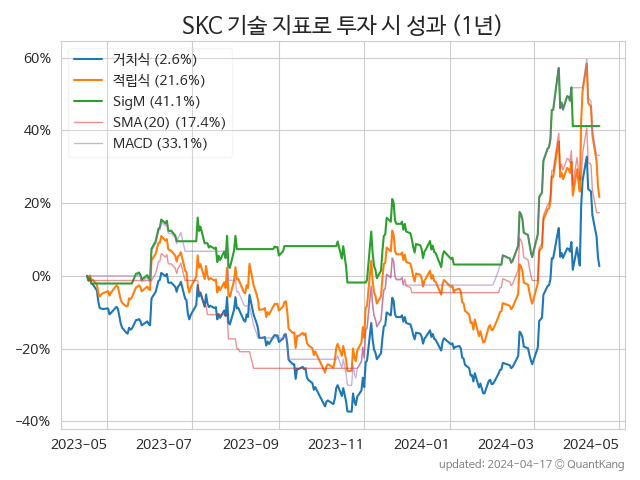 SKC 기술 지표로 투자 시 성과 (1년)
거치식 (2.6%)
적립식 (21.6%)
SigM (41.1%)
SMA(20) (17.4%)
MACD (33.1%)
60%
40%
20%
0%
−20%
−40%
2023-05 2023-07 2023-09 2023-11 2024-01 2024-03 2024-05
updated: 2024-04-17 © QuantKang